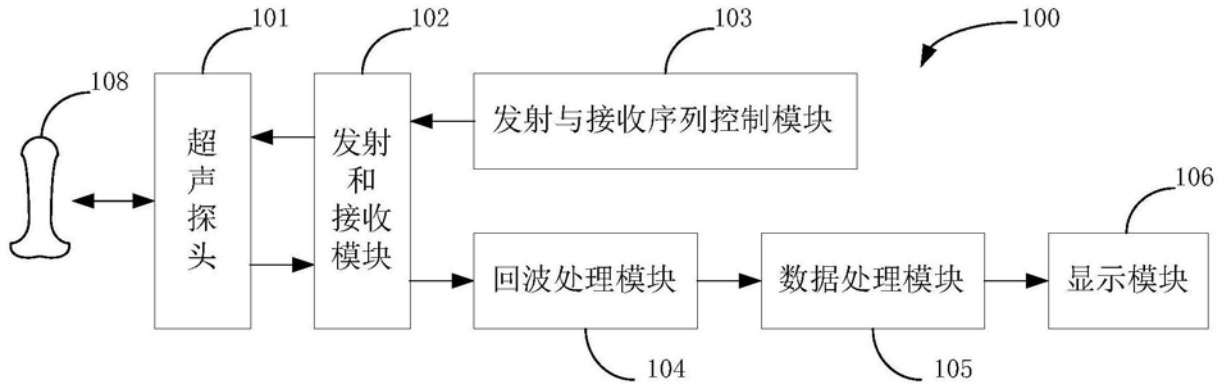 101
102
103
100
108
超声探头
发射和接收模块
发射与接收序列控制模块
106
回波处理模块
数据处理模块
显示模块
104
105